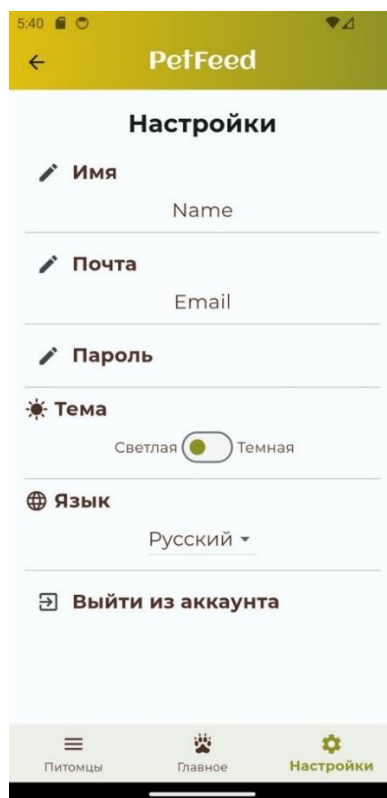 5:40
PetFeed
Настройки
Имя
Name
Почта
Email
Пароль
Тема
Светлая Темная
Язык
Русский
Выйти из аккаунта
Питомцы Главное Настройки